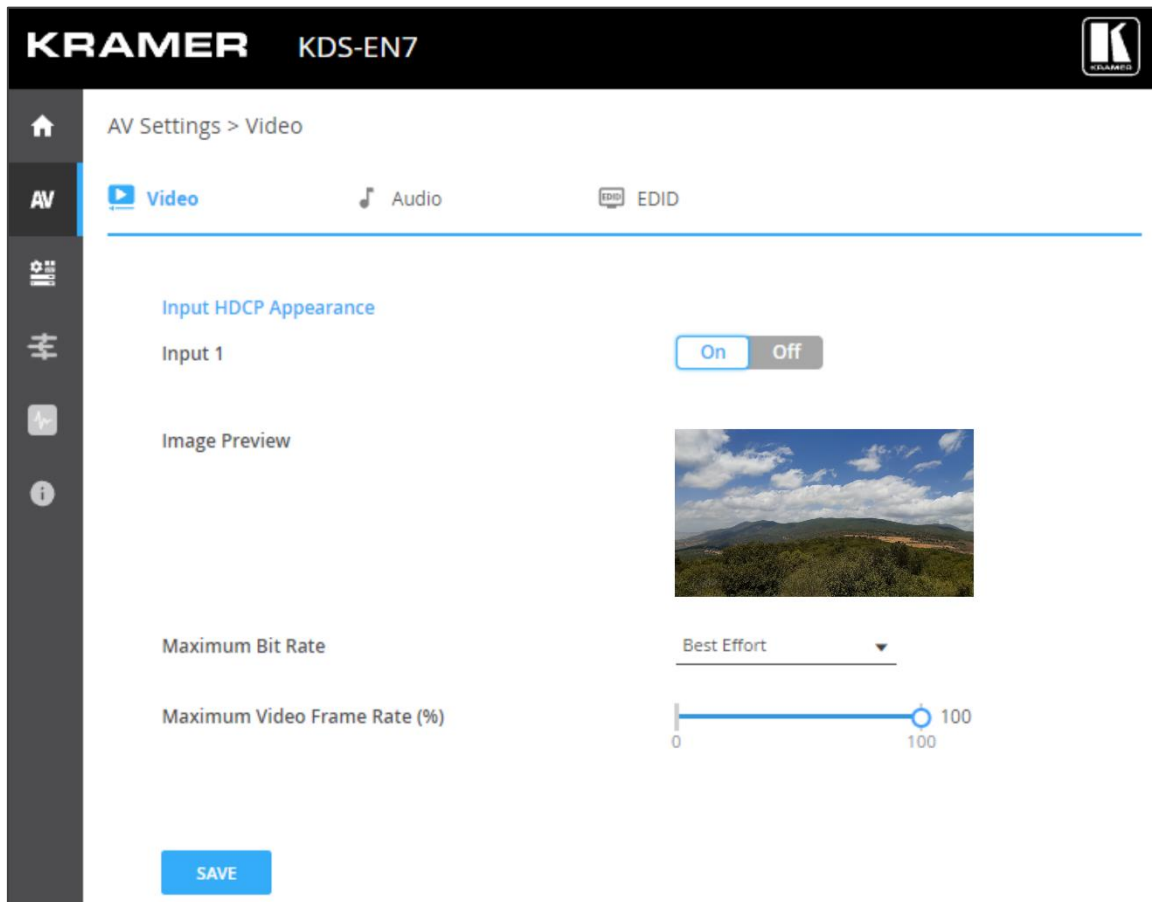 KRAMER KDS-EN7
KRAMER
AV Settings > Video
AV
Video Audio EDID EDID
Input HDCP Appearance
Input 1 On Off
Image Preview
Maximum Bit Rate Best Effort
Maximum Video Frame Rate (%) 100
0 100
SAVE